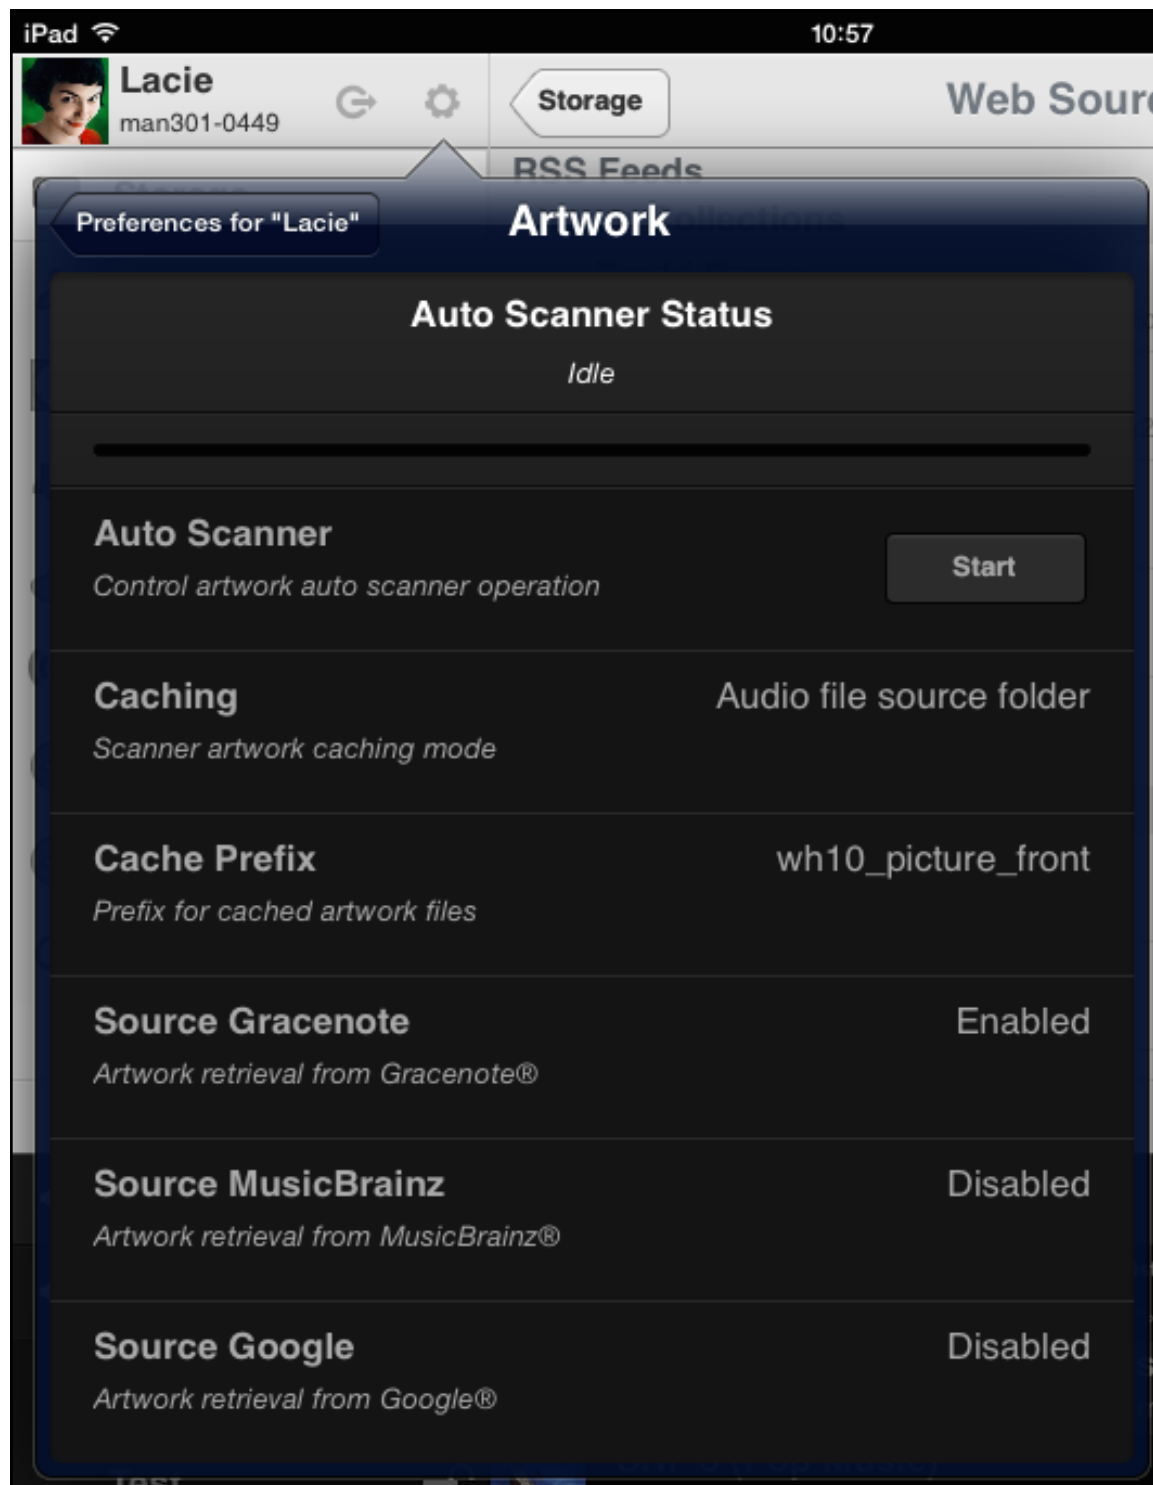 iPad 10:57
Lacie
man301-0449
Storage
Web Sour
RSS Feeds
Storage
Preferences for "Lacie"
Artwork
ollections
Auto Scanner Status
Idle
Auto Scanner
Control artwork auto scanner operation
Start
Caching
Audio file source folder
Scanner artwork caching mode
Cache Prefix
wh10_picture_front
Prefix for cached artwork files
Source Gracenote
Enabled
Artwork retrieval from Gracenote®
Source MusicBrainz
Disabled
Artwork retrieval from MusicBrainz®
Source Google
Disabled
Artwork retrieval from Google®
Test